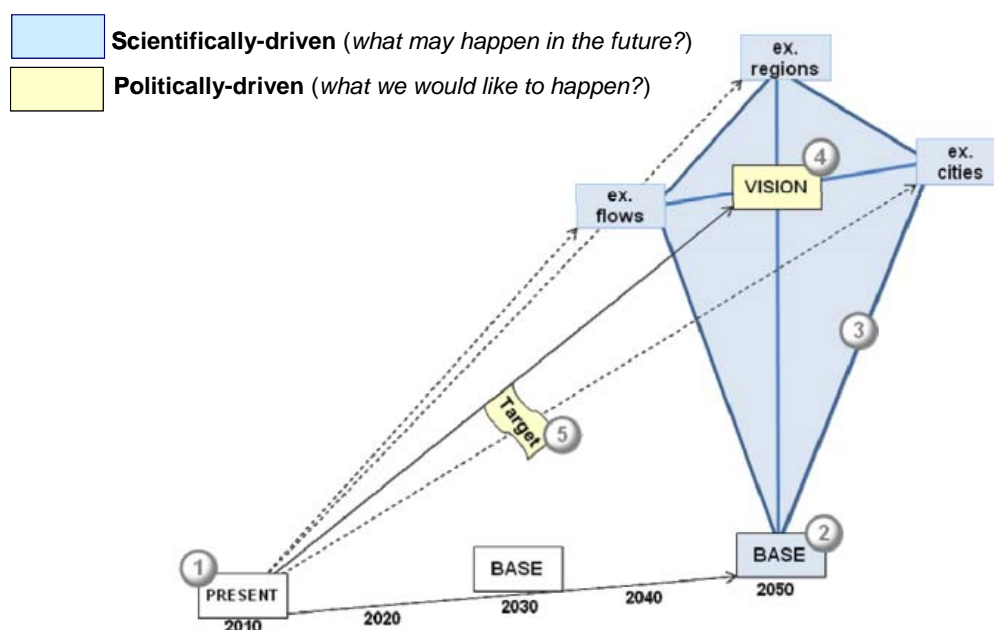 Scientifically-driven (what may happen in the future?)
Politically-driven (what we would like to happen?)
ex.
regions
4
ex.
cities
VISION
ex.
flows
3
Target
5
2
BASE
1
BASE
PRESENT
2010
2020
2030
2040
2050